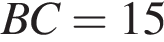 BC = 15